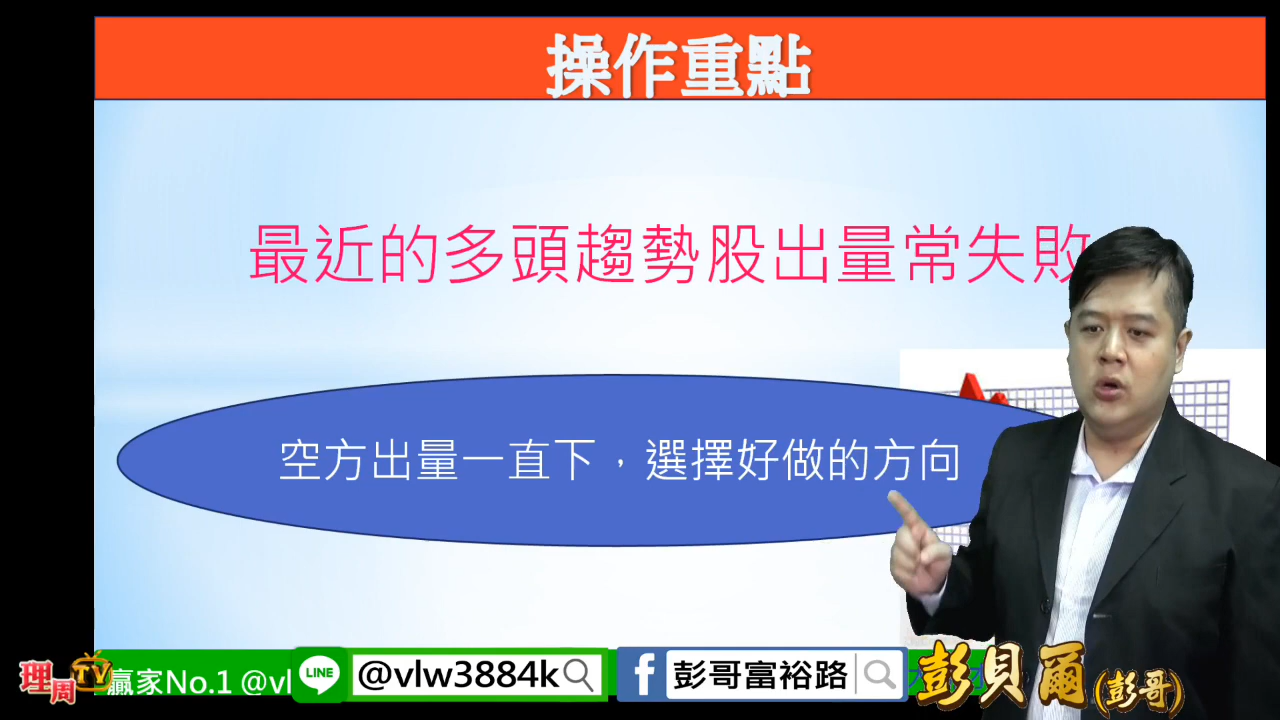 操作重點
最近的多頭趨勢股出量常失敗
空方出量一直下，選擇好做的方向
理周TV
贏家No.1 @vl
LINE
@vlw3884k
f 彭哥富裕路
彭貝爾(彭哥)